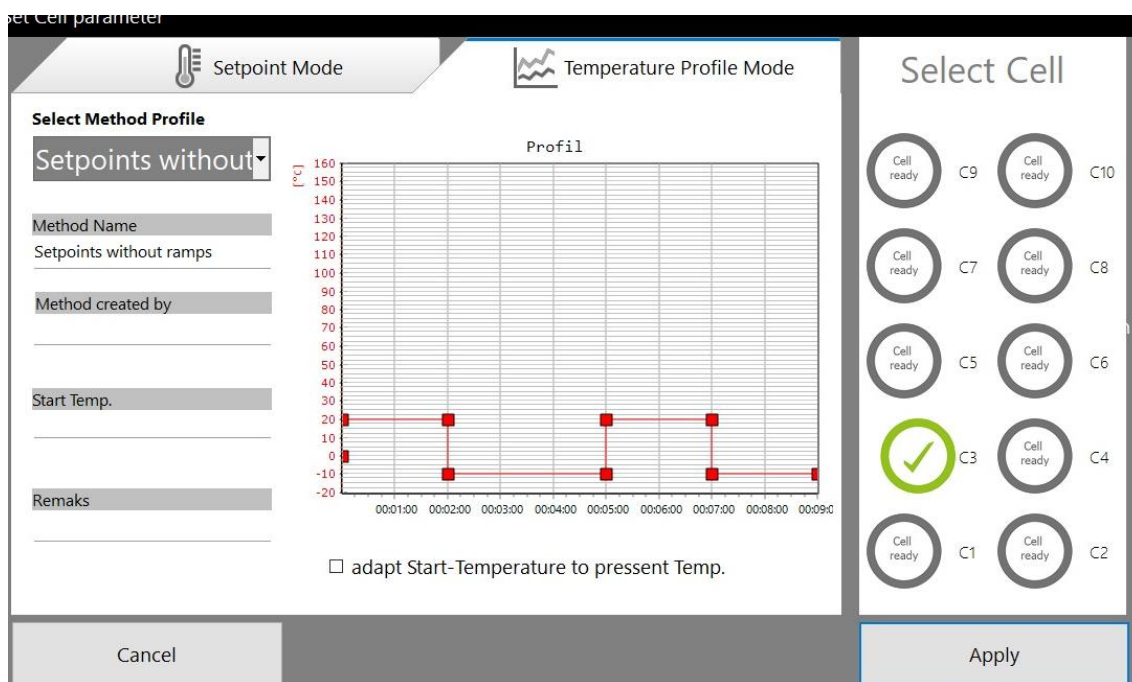 Set Cell parameter
Setpoint Mode
Temperature Profile Mode
Select Method Profile
Setpoints without
Method Name
Setpoints without ramps
Method created by
Start Temp.
Remaks
Profil
[°C]
160
150
140
130
120
110
100
90
80
70
60
50
40
30
20
10
0
-10
-20
00:01:00 00:02:00 00:03:00 00:04:00 00:05:00 00:06:00 00:07:00 00:08:00 00:09:0
adapt Start-Temperature to pressent Temp.
Select Cell
Cell ready C9 Cell ready C10
Cell ready C7 Cell ready C8
Cell ready C5 Cell ready C6
C3 Cell ready C4
Cell ready C1 Cell ready C2
Cancel
Apply